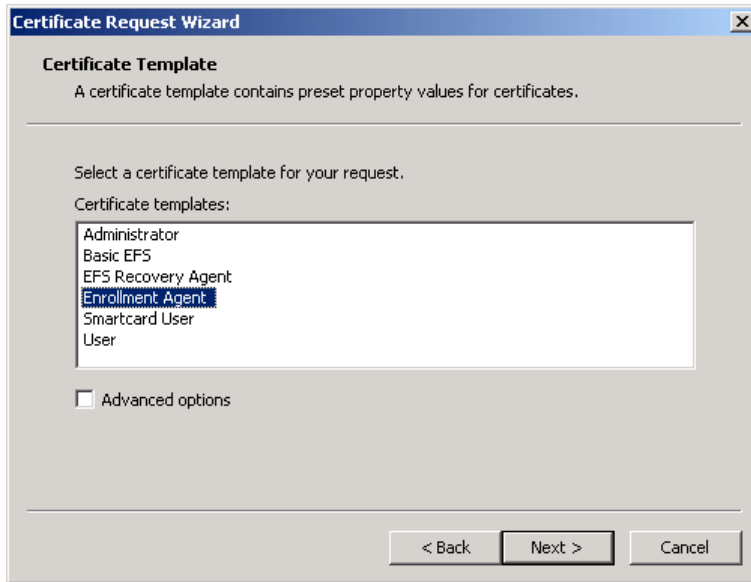 Certificate Request Wizard
Certificate Template
A certificate template contains preset property values for certificates.
Select a certificate template for your request.
Certificate templates:
Administrator
Basic EFS
EFS Recovery Agent
Enrollment Agent
Smartcard User
User
Advanced options
< Back Next > Cancel